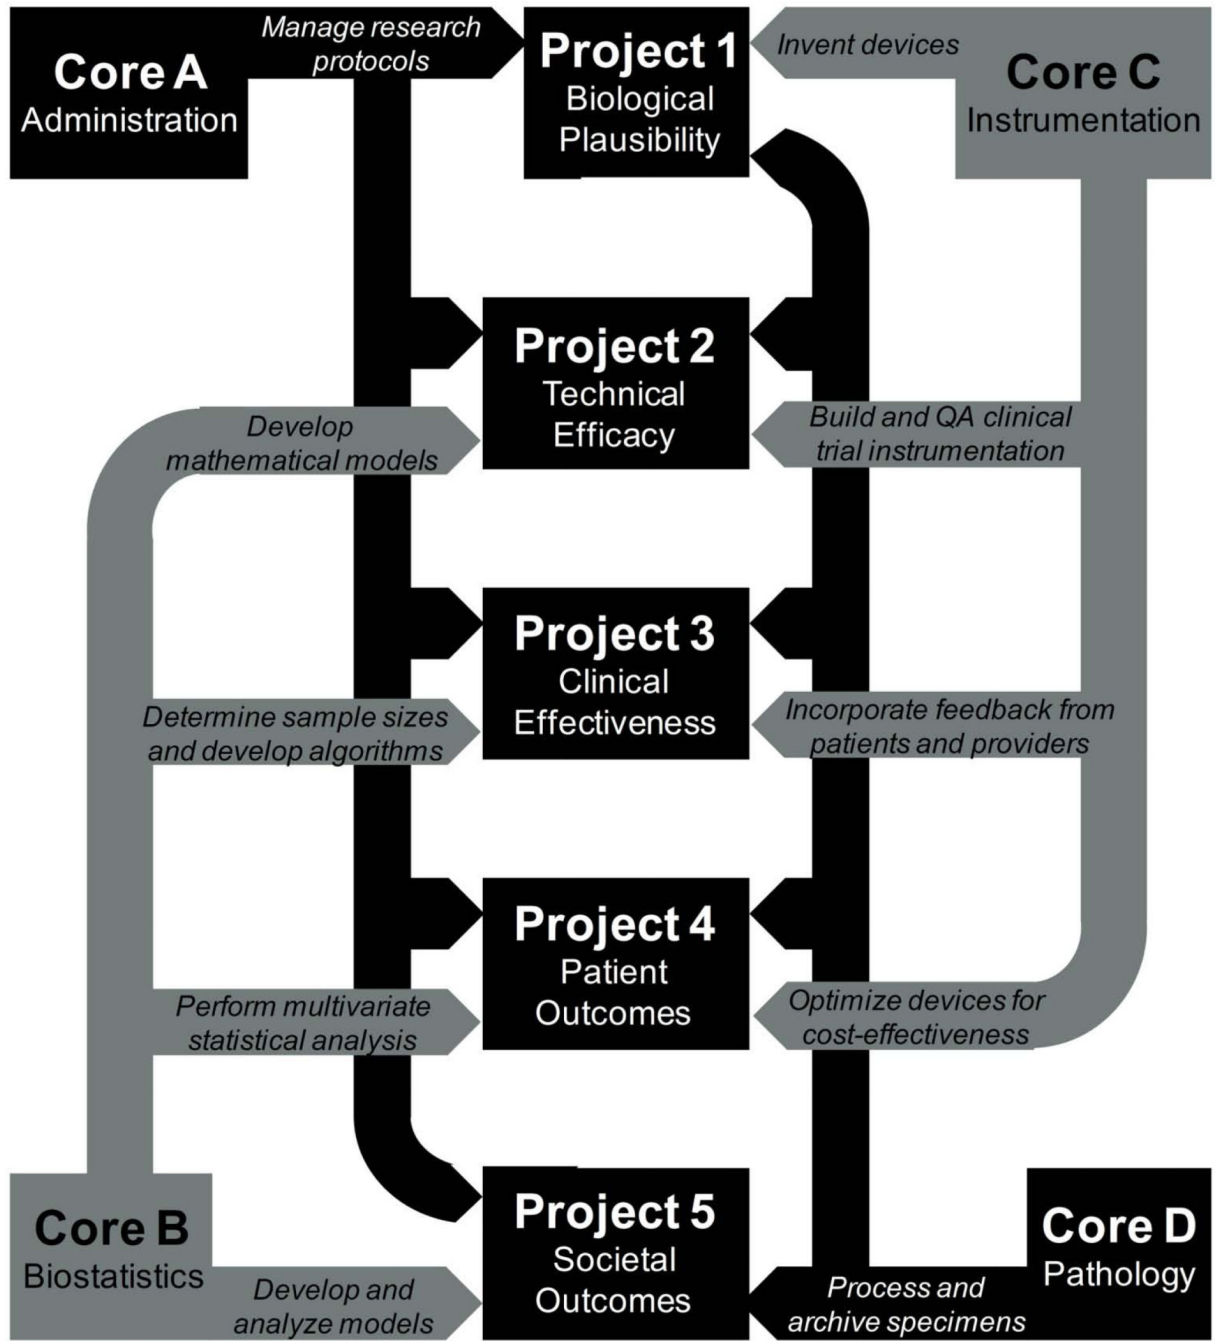 Manage research
protocols
Core A
Administration
Project 1
Biological
Plausibility
Invent devices
Core C
Instrumentation
Project 2
Technical
Efficacy
Develop
mathematical models
Build and QA clinical
trial instrumentation
Project 3
Clinical
Effectiveness
Determine sample sizes
and develop algorithms
Incorporate feedback from
patients and providers
Project 4
Patient
Outcomes
Perform multivariate
statistical analysis
Optimize devices for
cost-effectiveness
Core B
Biostatistics
Project 5
Societal
Outcomes
Develop and
analyze models
Core D
Pathology
Process and
archive specimens